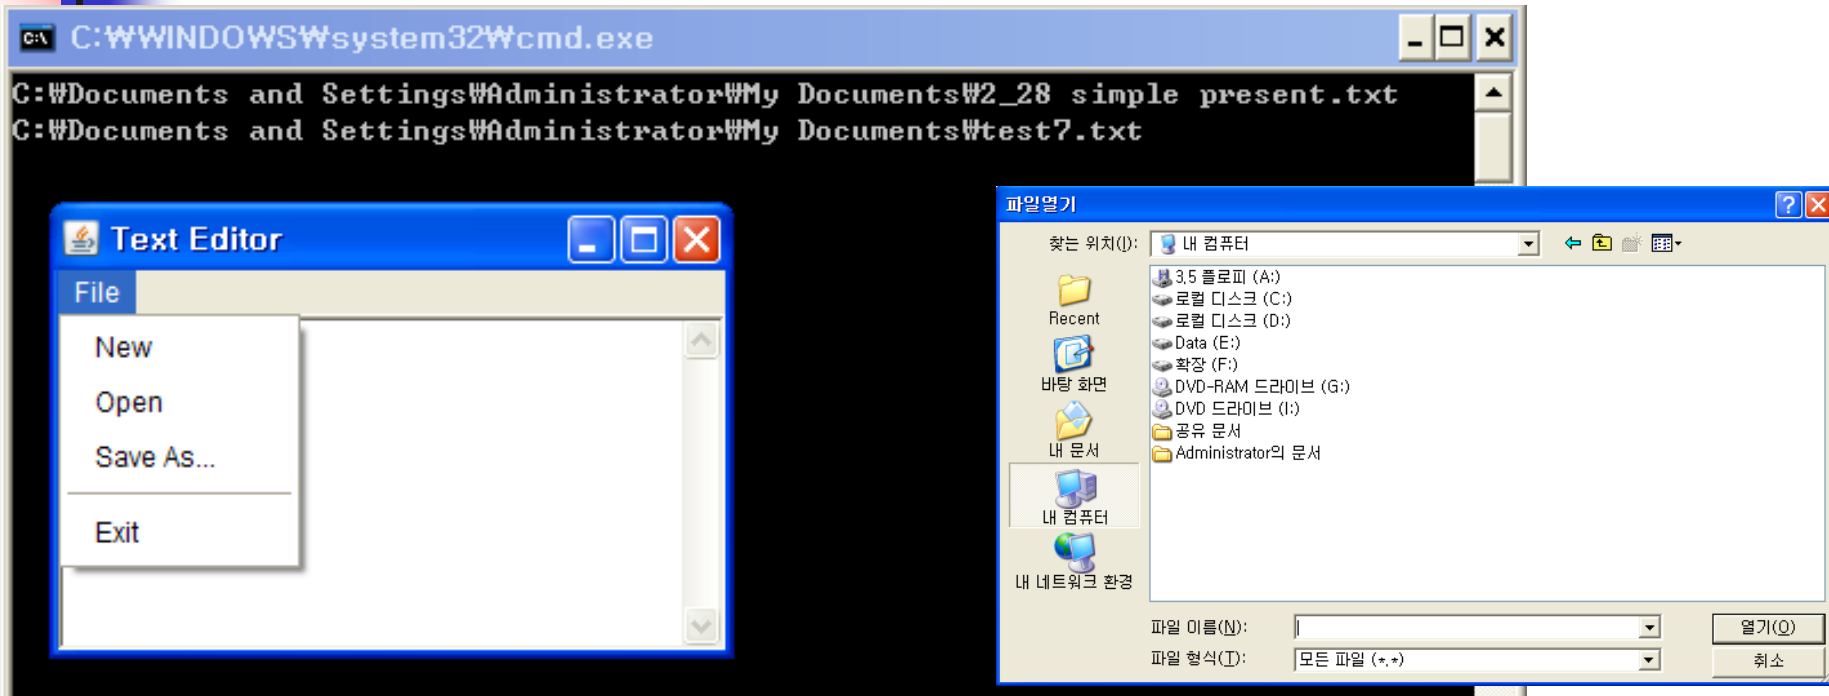 C:₩WINDOWS₩system32₩cmd.exe
C:₩Documents and Settings₩Administrator₩My Documents₩2_28 simple present.txt
C:₩Documents and Settings₩Administrator₩My Documents₩test7.txt
Text Editor
File
New
Open
Save As...
Exit
파일열기
찾는 위치(I):
내 컴퓨터
Recent
바탕 화면
내 문서
내 컴퓨터
내 네트워크 환경
3.5 플로피 (A:)
로컬 디스크 (C:)
로컬 디스크 (D:)
Data (E:)
확장 (F:)
DVD-RAM 드라이브 (G:)
DVD 드라이브 (I:)
공유 문서
Administrator의 문서
파일 이름(N):
열기(O)
파일 형식(T):
모든 파일 (*.*)
취소